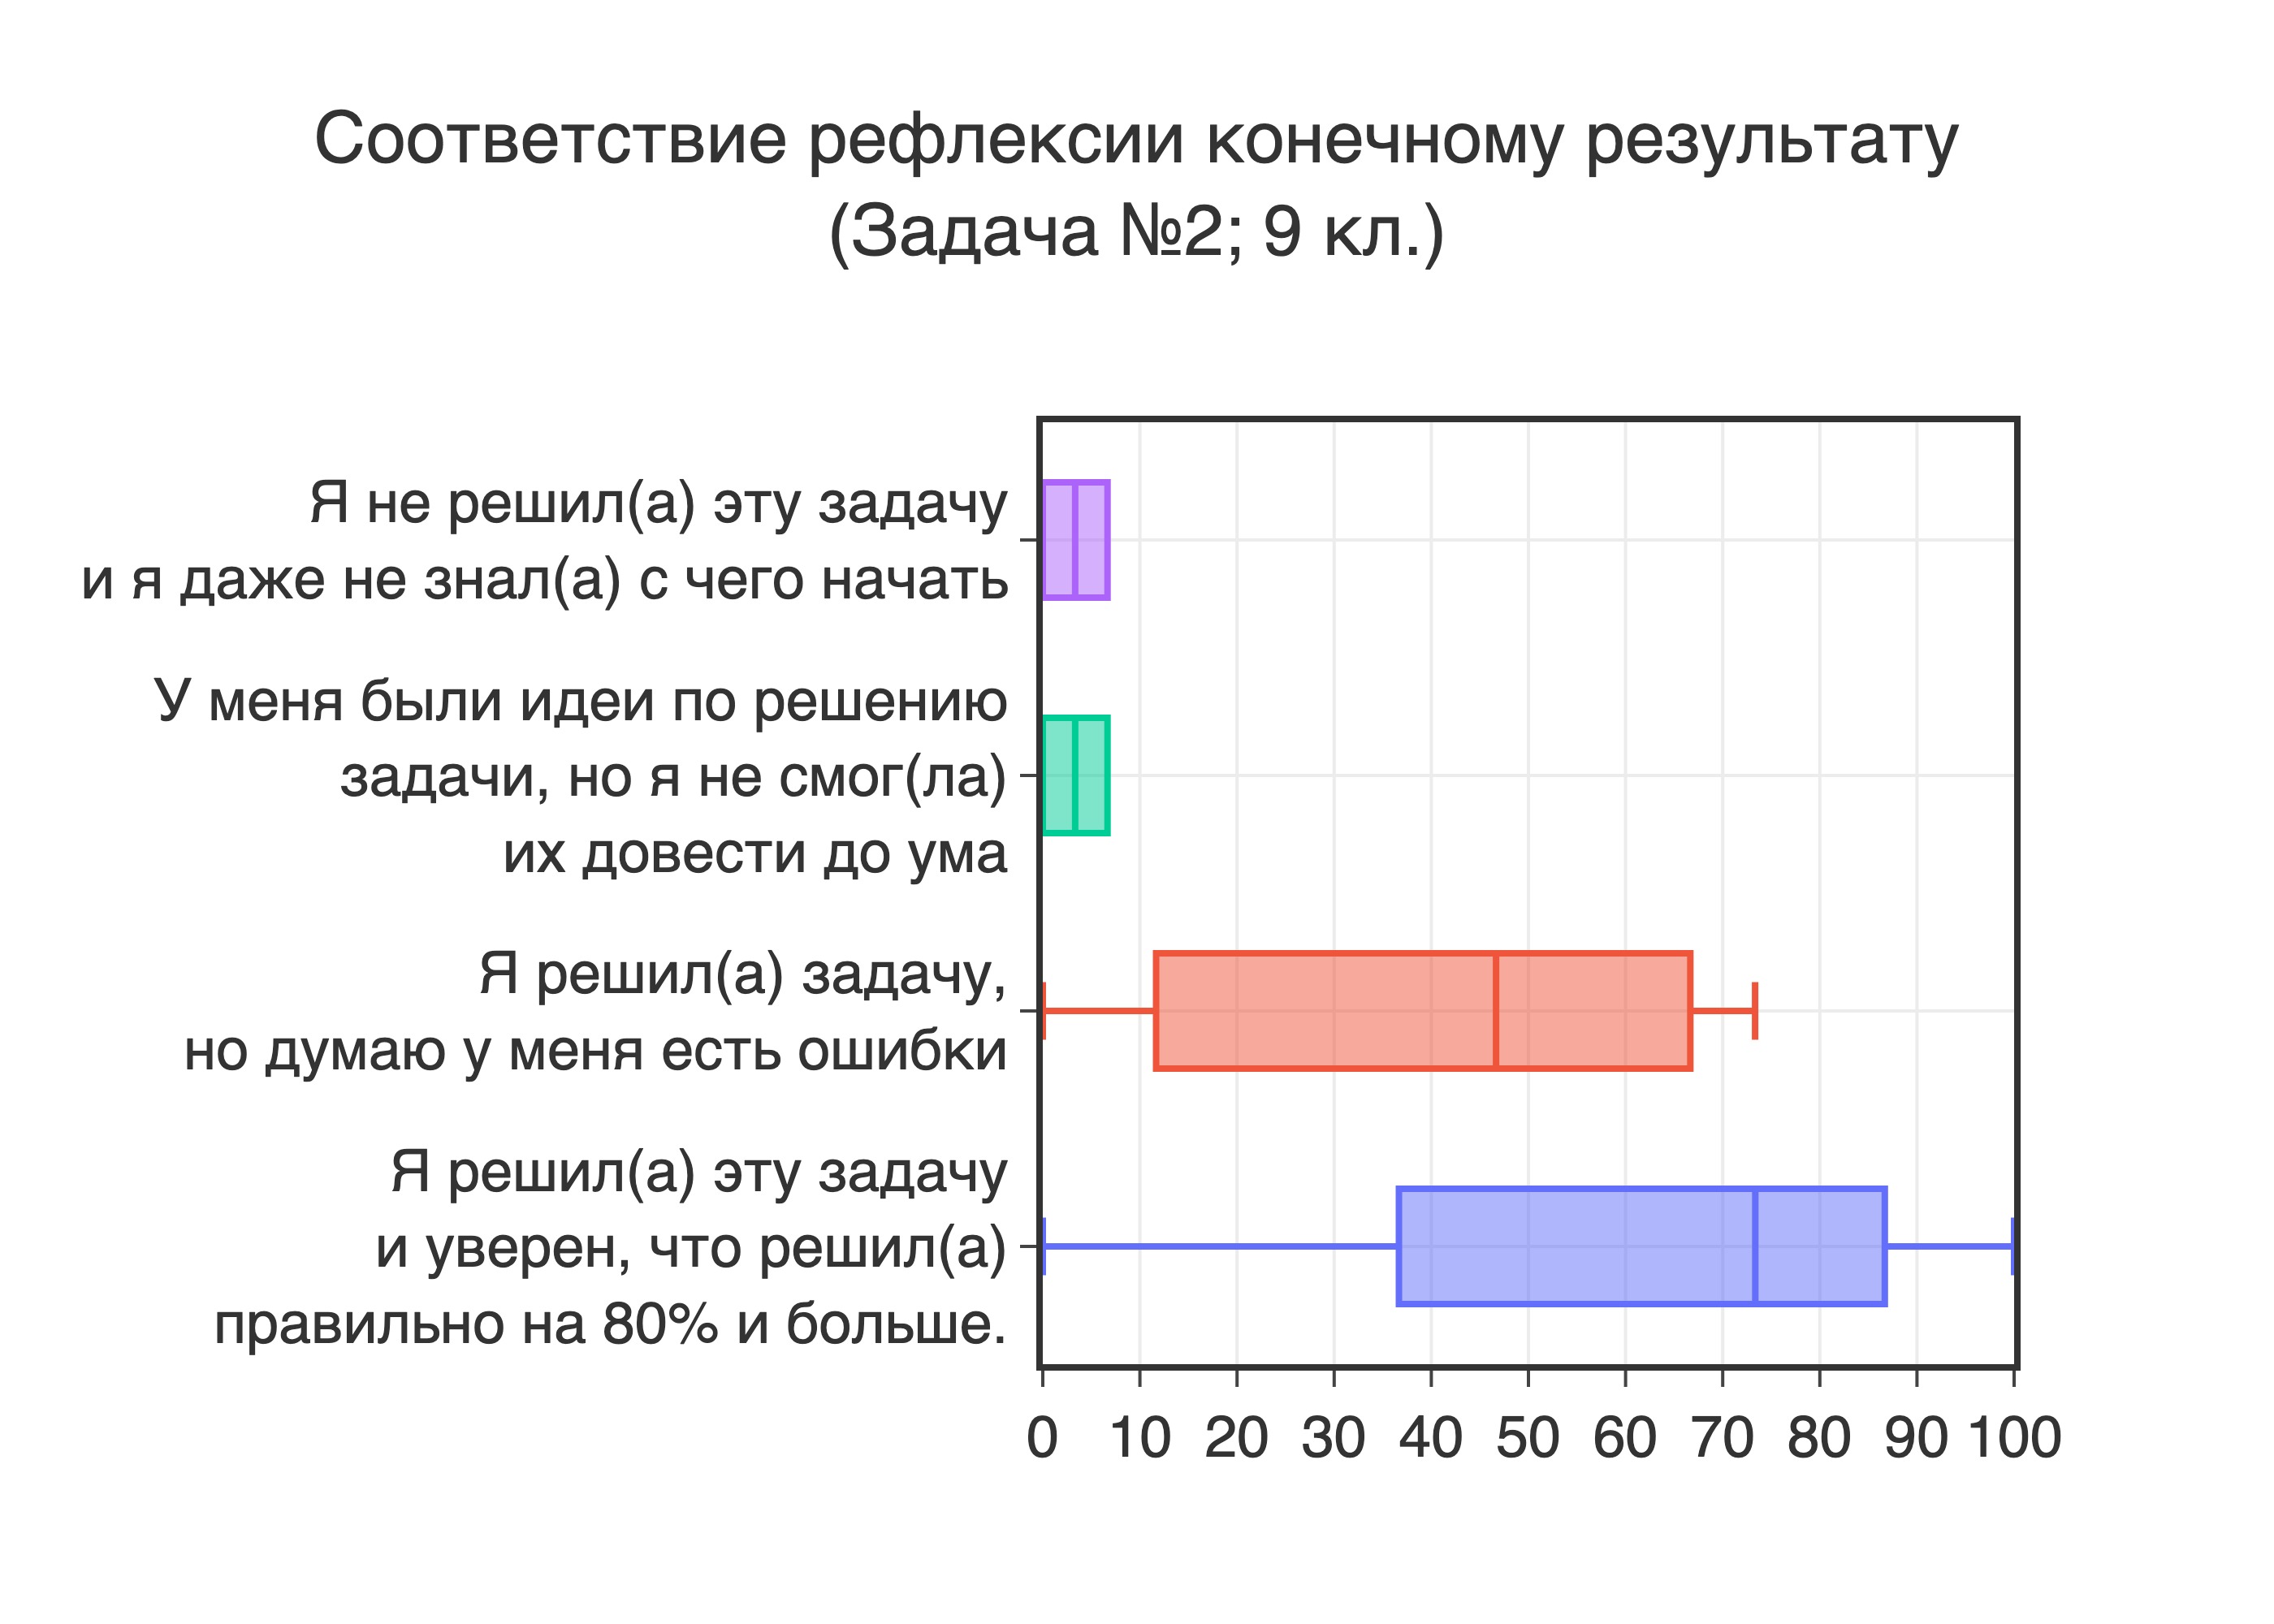 Соответствие рефлексии конечному результату
(Задача №2; 9 кл.)
Я не решил(а) эту задачу
и я даже не знал(а) с чего начать
У меня были идеи по решению
задачи, но я не смог(ла)
их довести до ума
Я решил(а) задачу,
но думаю у меня есть ошибки
Я решил(а) эту задачу
и уверен, что решил(а)
правильно на 80% и больше.
0 10 20 30 40 50 60 70 80 90 100